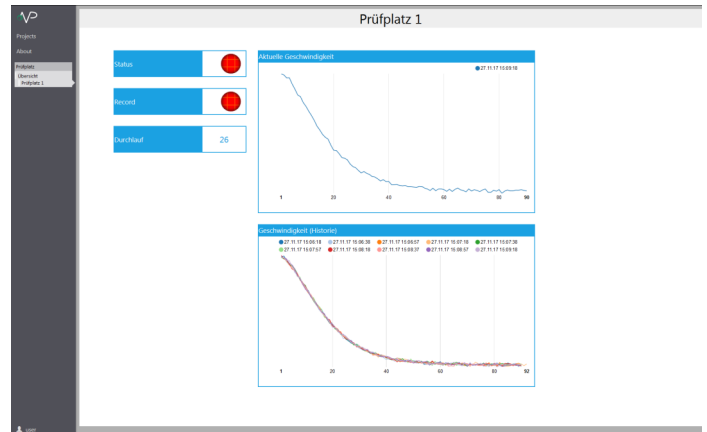 VP
Prüfplatz 1
Projects
About
Prüfplatz
Übersicht
Prüfplatz 1
Status
Record
Durchlauf
26
Aktuelle Geschwindigkeit
27.11.17 15:09:18
1 20 40 60 80 90
Geschwindigkeit (Historie)
27.11.17 15:06:18 27.11.17 15:06:38 27.11.17 15:06:57 27.11.17 15:07:18 27.11.17 15:07:38
27.11.17 15:07:57 27.11.17 15:08:18 27.11.17 15:08:37 27.11.17 15:08:57 27.11.17 15:09:18
1 20 40 60 80 92